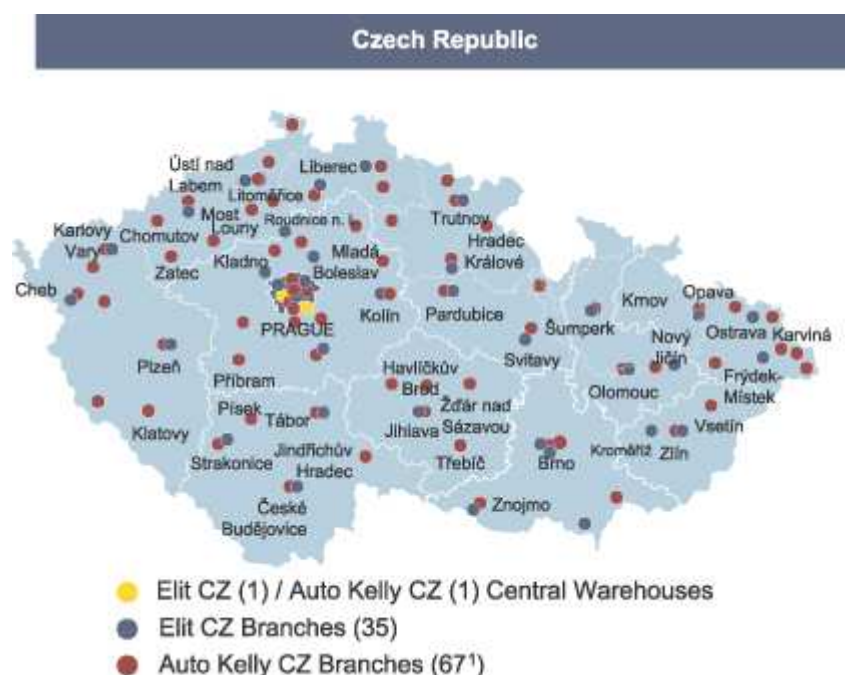 Czech Republic
Ústí nad
Labem
Liberec
Litoměřice
Most
Roudnice n. L.
Trutnov
Karlovy
Vary
Chomutov
Louny
Mladá
Boleslav
Hradec
Králové
Zatec
Kladno
Cheb
Kolín
Pardubice
Šumperk
Krnov
Opava
PRAGUE
Ostrava
Karviná
Svitavy
Nový
Jičín
Plzeň
Příbram
Havlíčkův
Brod
Olomouc
Frýdek-
Místek
Písek
Tábor
Žďár nad
Sázavou
Jihlava
Vsetín
Klatovy
Strakonice
Jindřichův
Hradec
Třebíč
Brno
Kroměříž
Zlín
České
Budějovice
Znojmo
Elit CZ (1) / Auto Kelly CZ (1) Central Warehouses
Elit CZ Branches (35)
Auto Kelly CZ Branches (67¹)